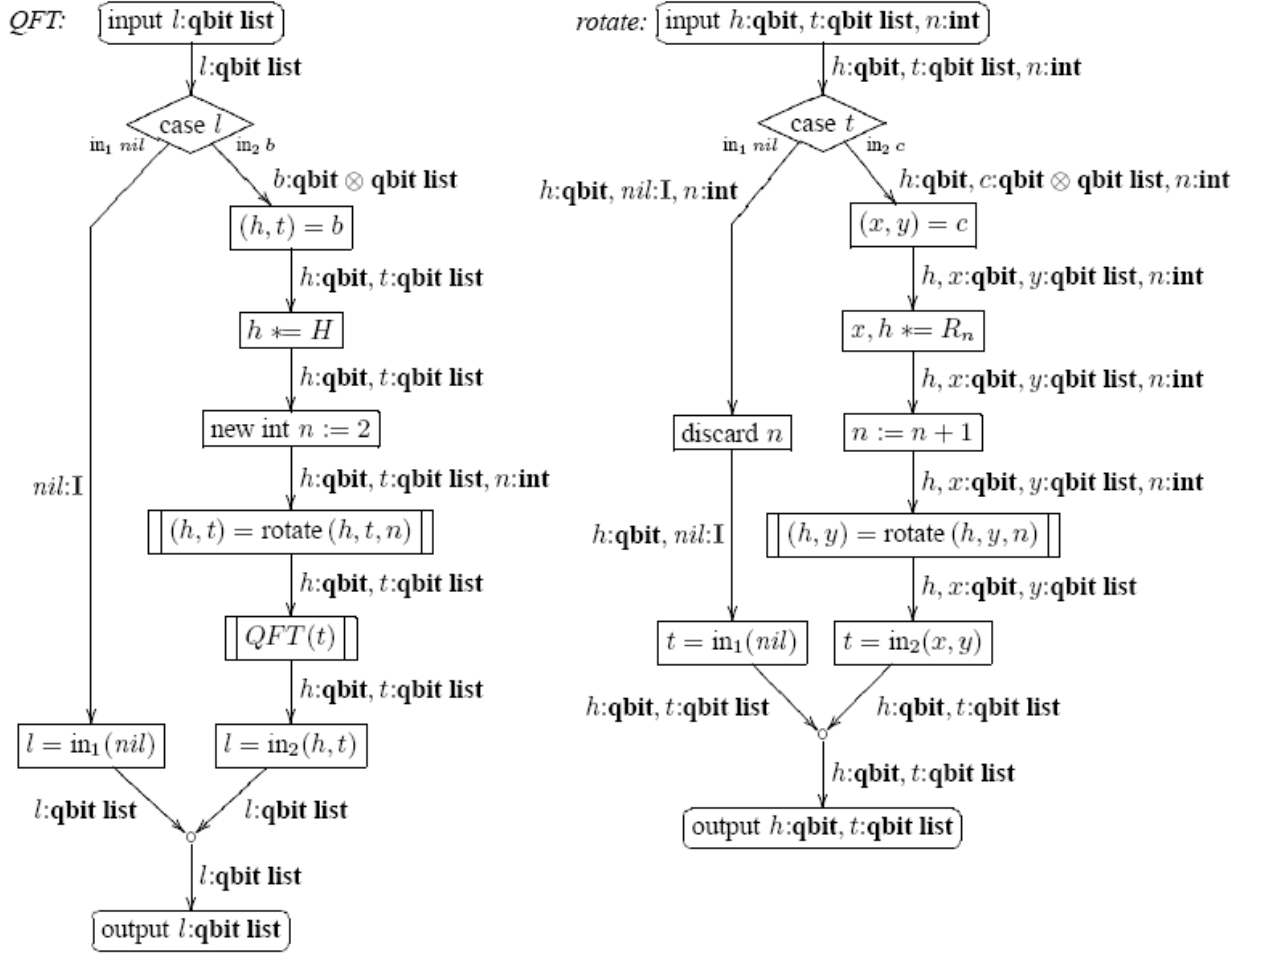 QFT:
input l:qbit list
l:qbit list
case l
in₁ nil
in₂ b
b:qbit ⊗ qbit list
(h, t) = b
h:qbit, t:qbit list
h *= H
h:qbit, t:qbit list
new int n := 2
nil:I
h:qbit, t:qbit list, n:int
(h, t) = rotate (h, t, n)
h:qbit, t:qbit list
QFT(t)
h:qbit, t:qbit list
l = in₁(nil)
l = in₂(h, t)
l:qbit list
l:qbit list
l:qbit list
output l:qbit list
rotate:
input h:qbit, t:qbit list, n:int
h:qbit, t:qbit list, n:int
case t
in₁ nil
in₂ c
h:qbit, nil:I, n:int
h:qbit, c:qbit ⊗ qbit list, n:int
(x, y) = c
h, x:qbit, y:qbit list, n:int
x, h *= Rₙ
h, x:qbit, y:qbit list, n:int
discard n
n := n + 1
h, x:qbit, y:qbit list, n:int
h:qbit, nil:I
(h, y) = rotate (h, y, n)
h, x:qbit, y:qbit list
t = in₁(nil)
t = in₂(x, y)
h:qbit, t:qbit list
h:qbit, t:qbit list
h:qbit, t:qbit list
output h:qbit, t:qbit list